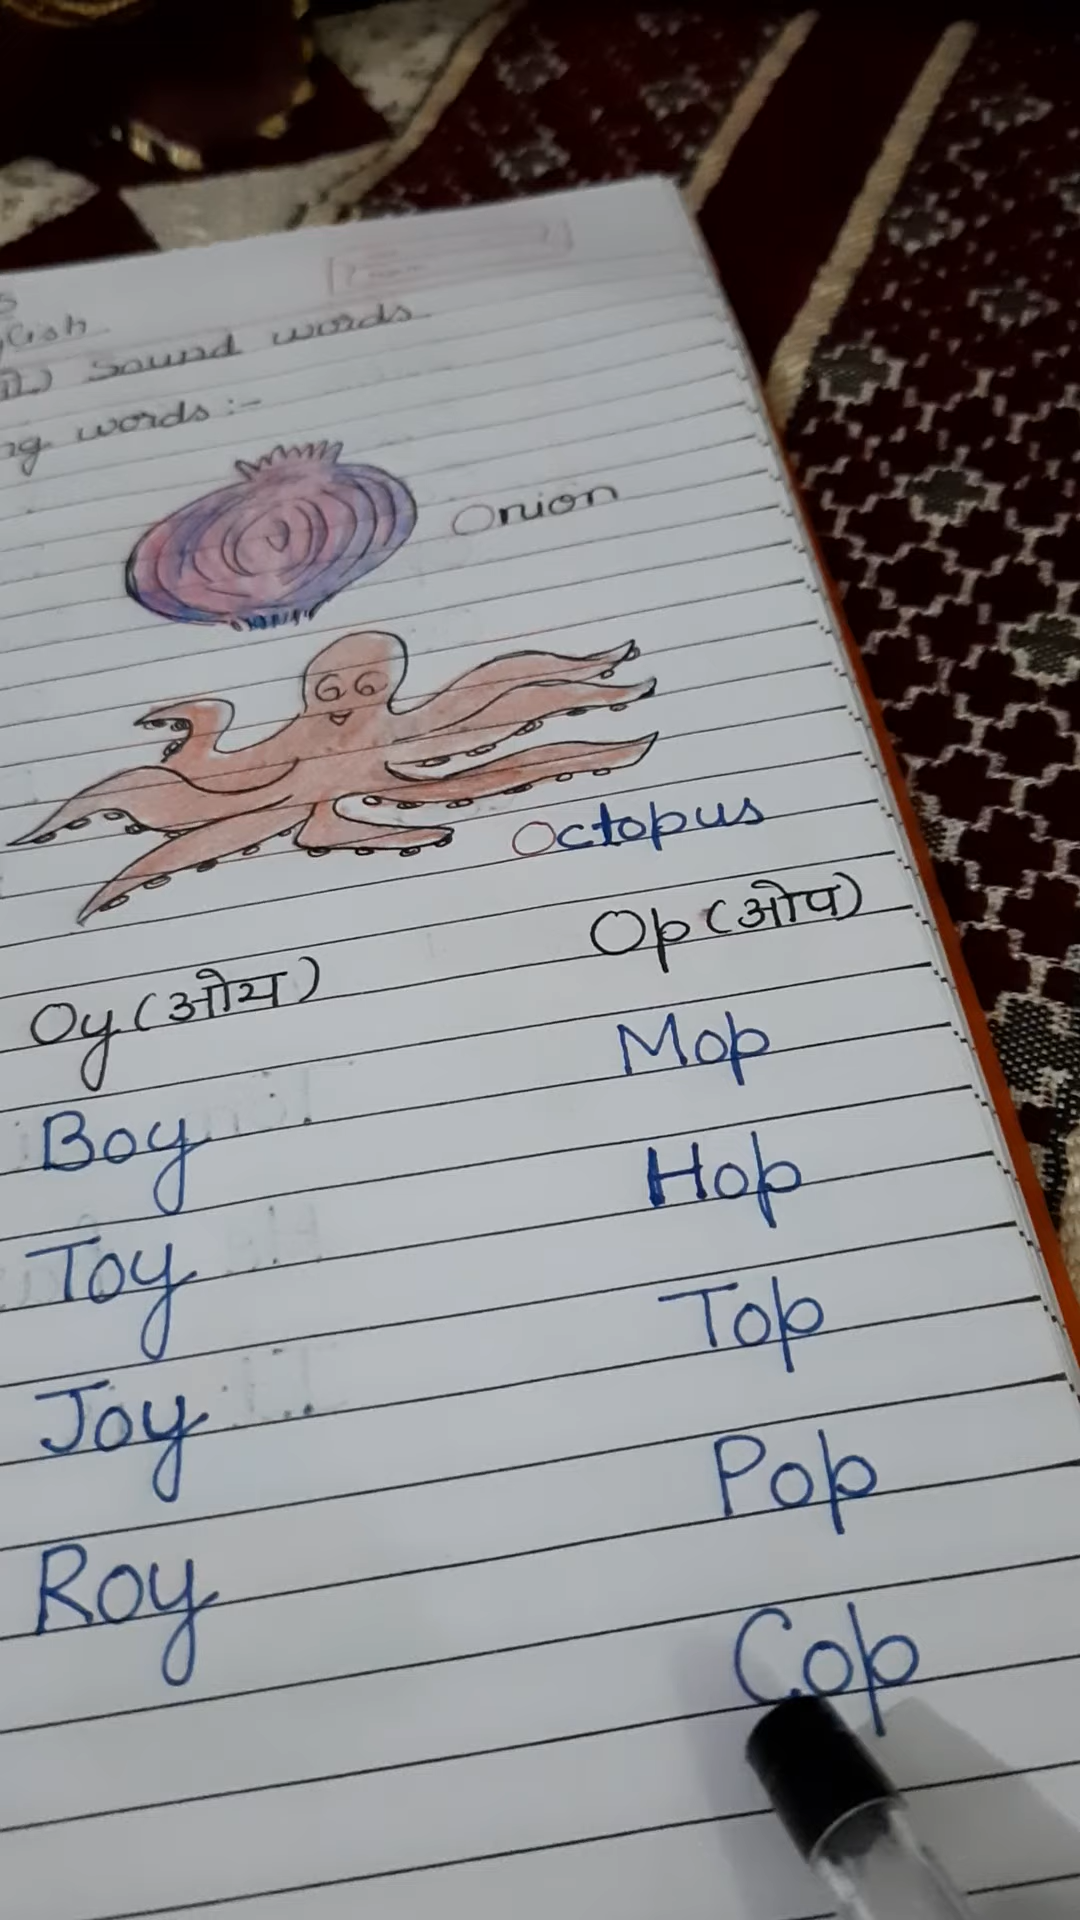 Sound words
words :-
Onion
Octopus
Oy (ओय)
Op (ओप)
Boy
Mop
Toy
Hop
Joy
Top
Roy
Pop
Cop